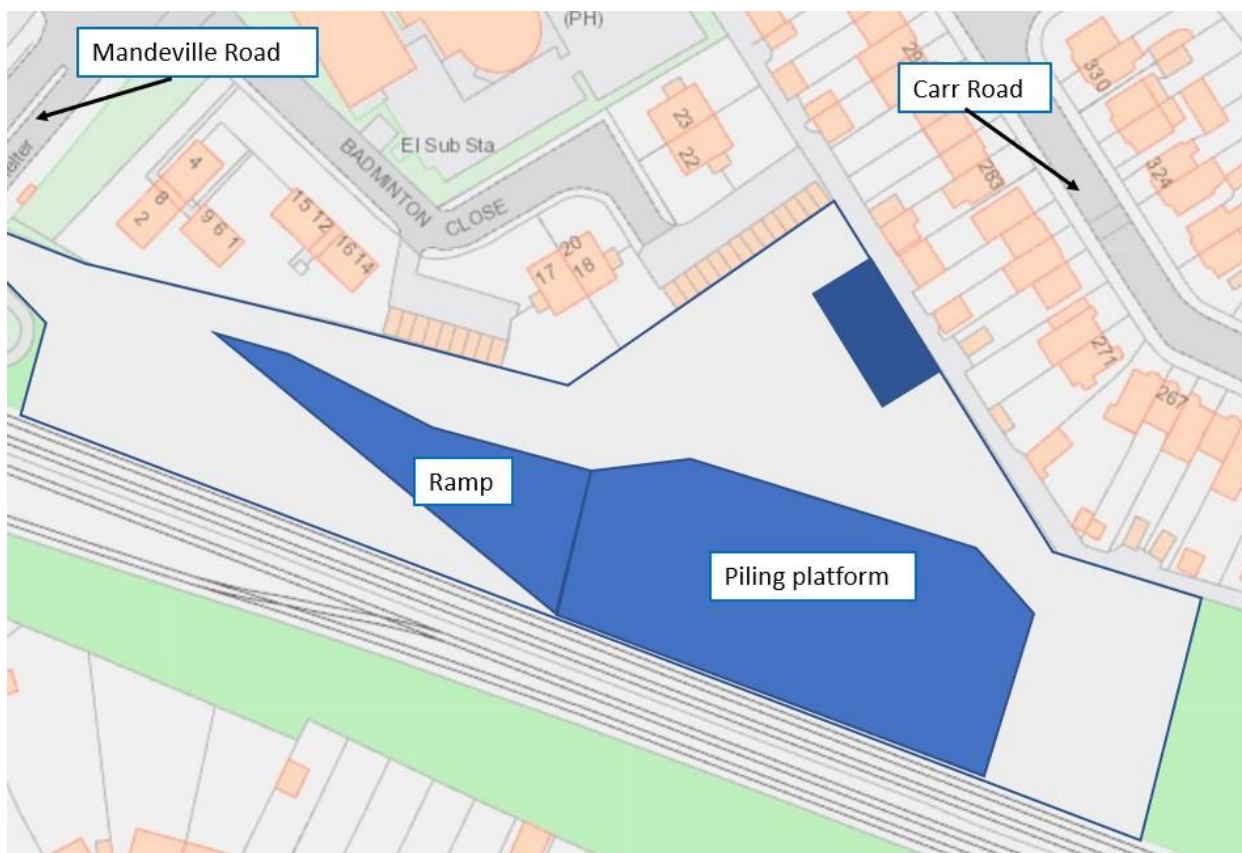 (PH)
Mandeville Road
Carr Road
El Sub Sta
BADMINTON
CLOSE
330
324
283
271
267
23
22
4
8
2
9 6 1
15 12
16 14
20
17
18
Ramp
Piling platform